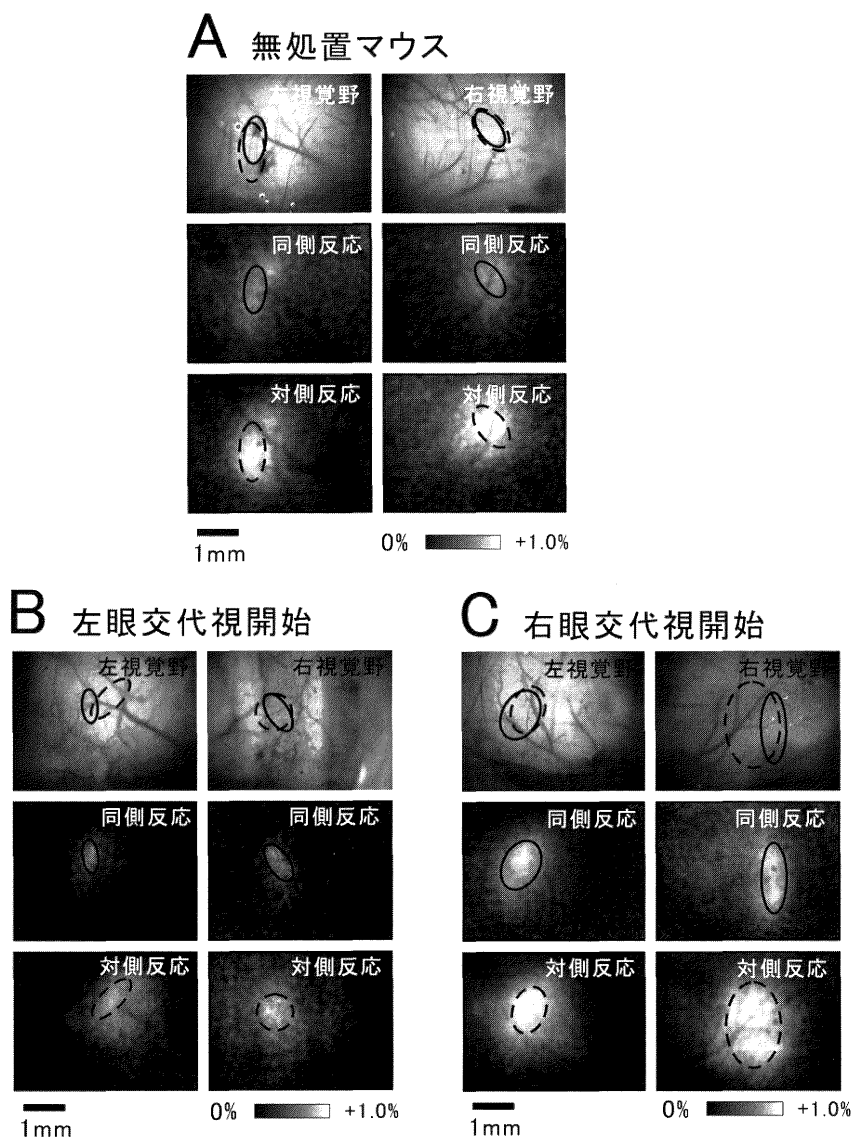 A 無処置マウス
左視覚野
右視覚野
同側反応
同側反応
対側反応
対側反応
1mm
0%
+1.0%
B 左眼交代視開始
左視覚野
右視覚野
同側反応
同側反応
対側反応
対側反応
1mm
0%
+1.0%
C 右眼交代視開始
左視覚野
右視覚野
同側反応
同側反応
対側反応
対側反応
1mm
0%
+1.0%